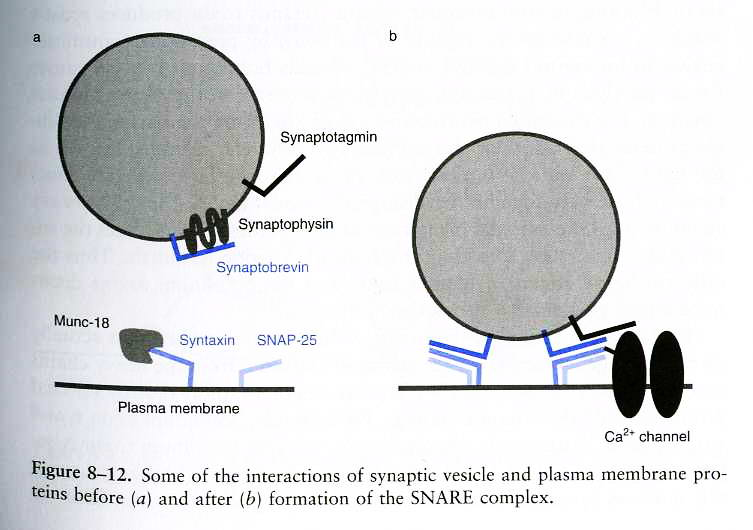 a
b
Synaptotagmin
Synaptophysin
Synaptobrevin
Munc-18
Syntaxin
SNAP-25
Plasma membrane
Ca²⁺ channel
Figure 8–12. Some of the interactions of synaptic vesicle and plasma membrane pro-
teins before (a) and after (b) formation of the SNARE complex.